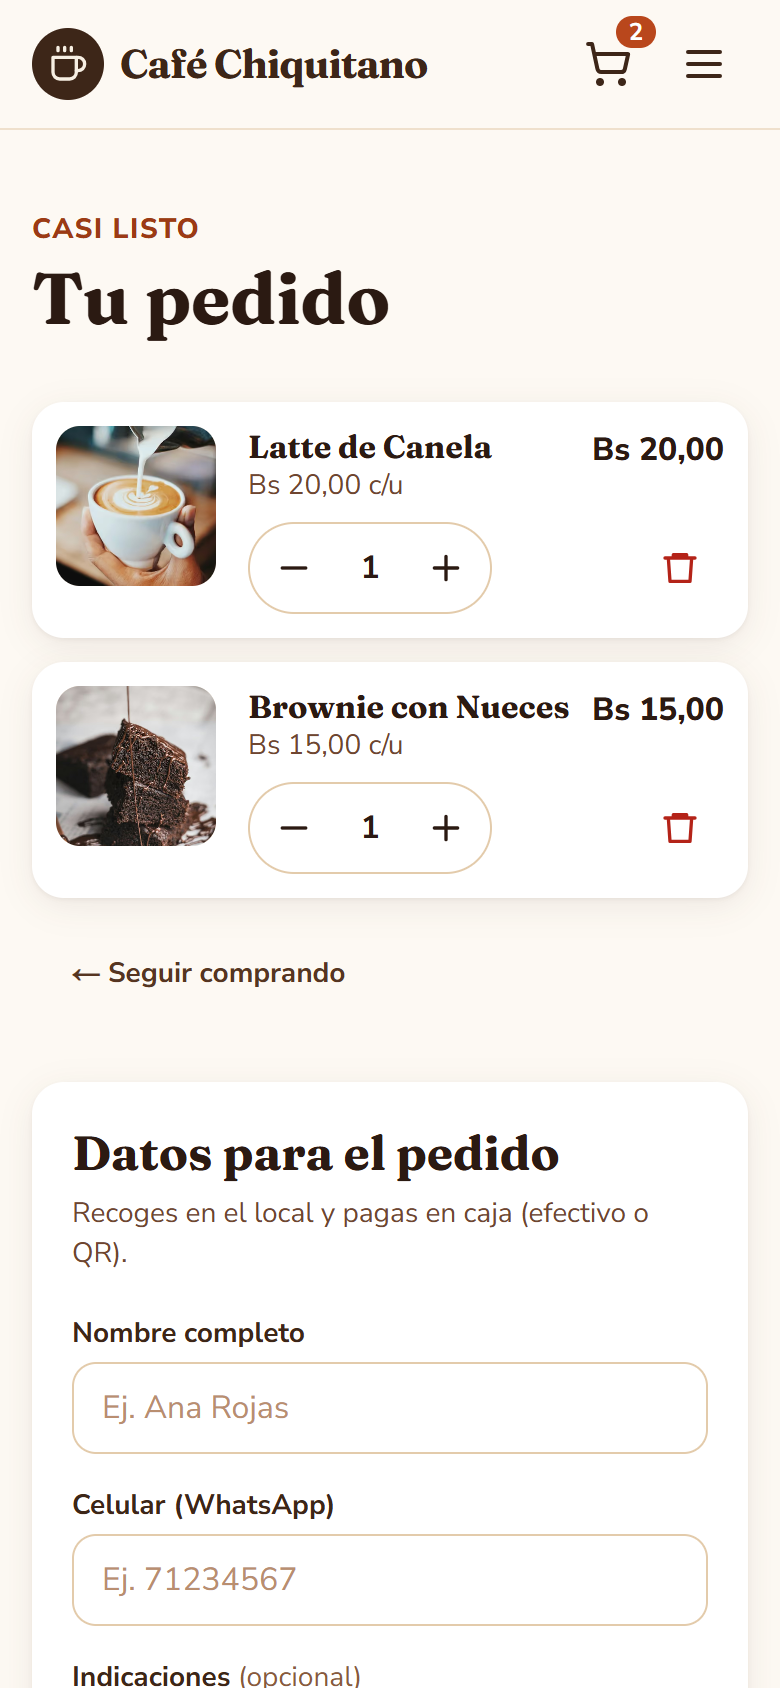 Café Chiquitano
2
CASI LISTO
Tu pedido
Latte de Canela
Bs 20,00
Bs 20,00 c/u
1
Brownie con Nueces
Bs 15,00
Bs 15,00 c/u
1
← Seguir comprando
Datos para el pedido
Recoges en el local y pagas en caja (efectivo o
QR).
Nombre completo
Ej. Ana Rojas
Celular (WhatsApp)
Ej. 71234567
Indicaciones (opcional)